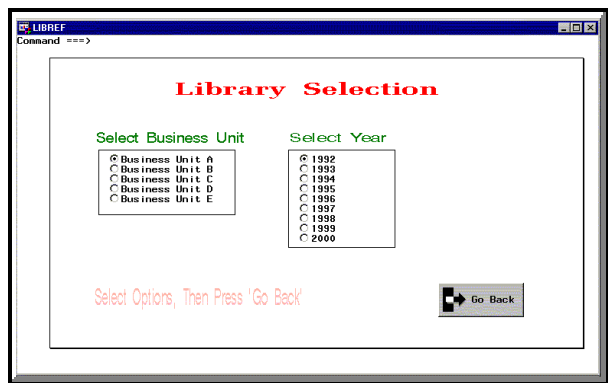 LIBREF
Command ===>
Library Selection
Select Business Unit
Business Unit A
Business Unit B
Business Unit C
Business Unit D
Business Unit E
Select Year
1992
1993
1994
1995
1996
1997
1998
1999
2000
Select Options, Then Press 'Go Back'
Go Back